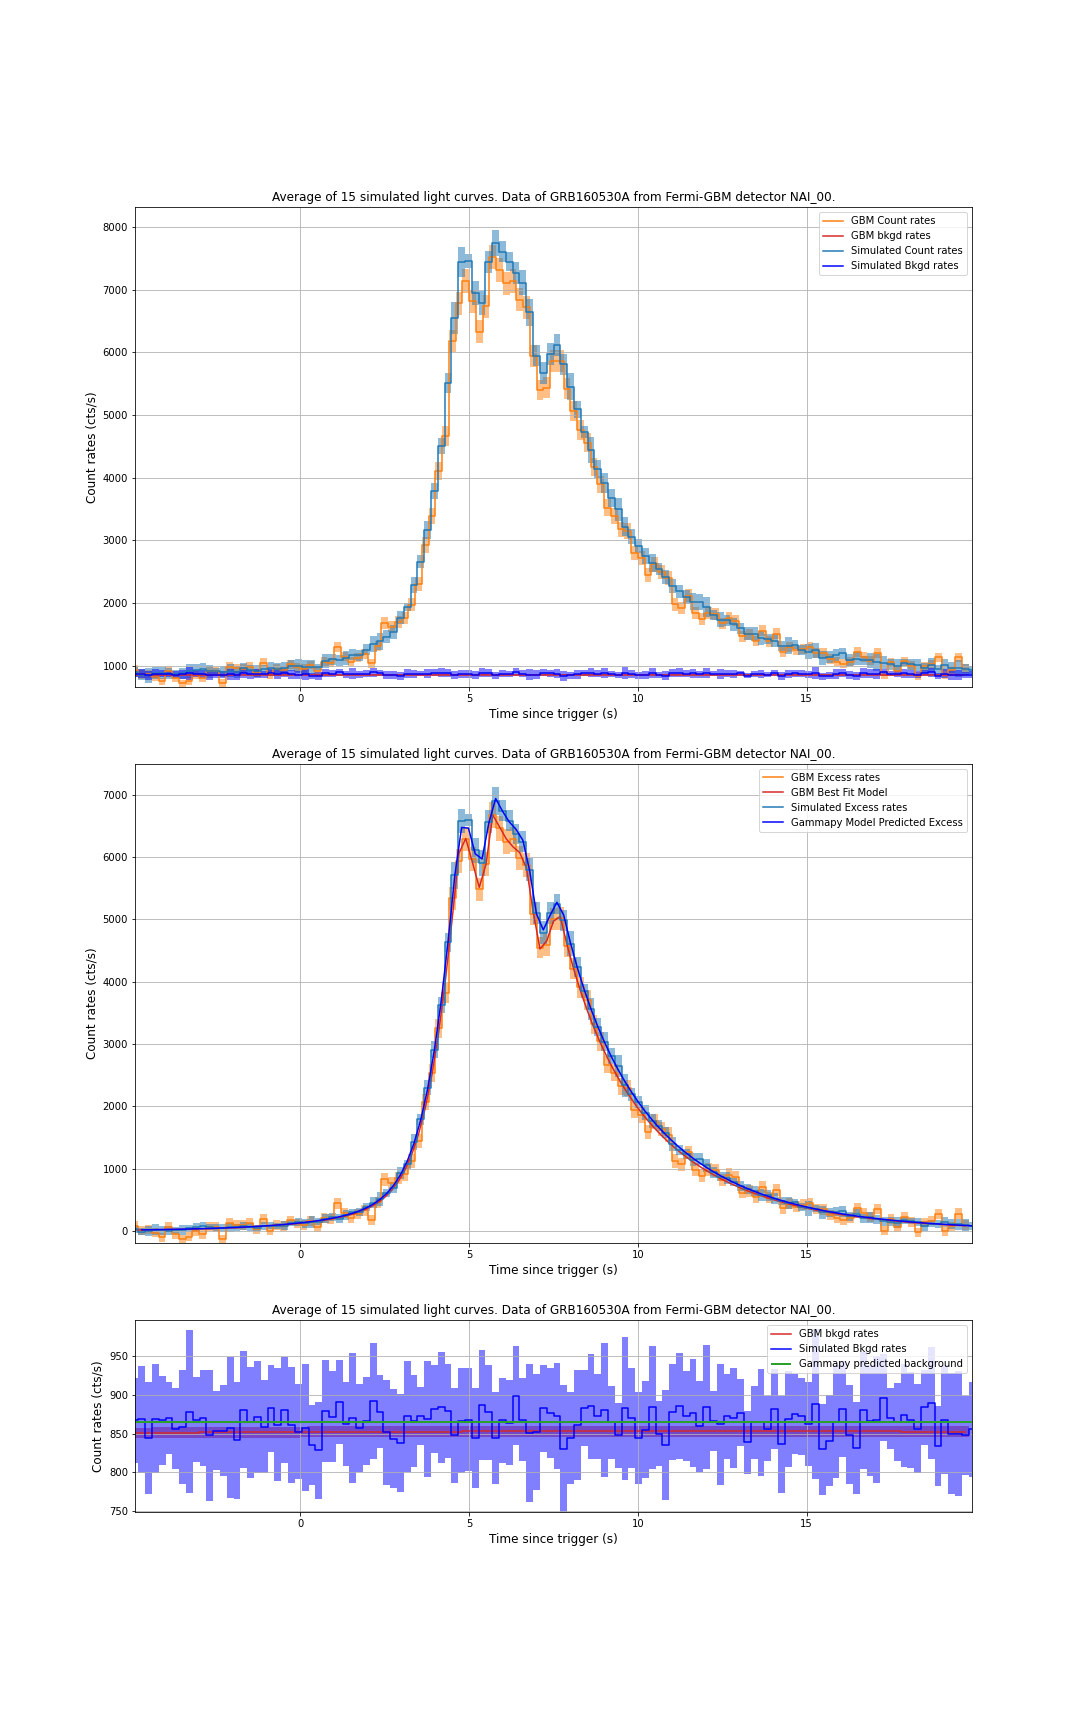 Average of 15 simulated light curves. Data of GRB160530A from Fermi-GBM detector NAI_00.
8000
7000
6000
5000
4000
3000
2000
1000
Count rates (cts/s)
GBM Count rates
GBM bkgd rates
Simulated Count rates
Simulated Bkgd rates
0 5 10 15
Time since trigger (s)
Average of 15 simulated light curves. Data of GRB160530A from Fermi-GBM detector NAI_00.
7000
6000
5000
4000
3000
2000
1000
0
Count rates (cts/s)
GBM Excess rates
GBM Best Fit Model
Simulated Excess rates
Gammapy Model Predicted Excess
0 5 10 15
Time since trigger (s)
Average of 15 simulated light curves. Data of GRB160530A from Fermi-GBM detector NAI_00.
950
900
850
800
750
Count rates (cts/s)
GBM bkgd rates
Simulated Bkgd rates
Gammapy predicted background
0 5 10 15
Time since trigger (s)